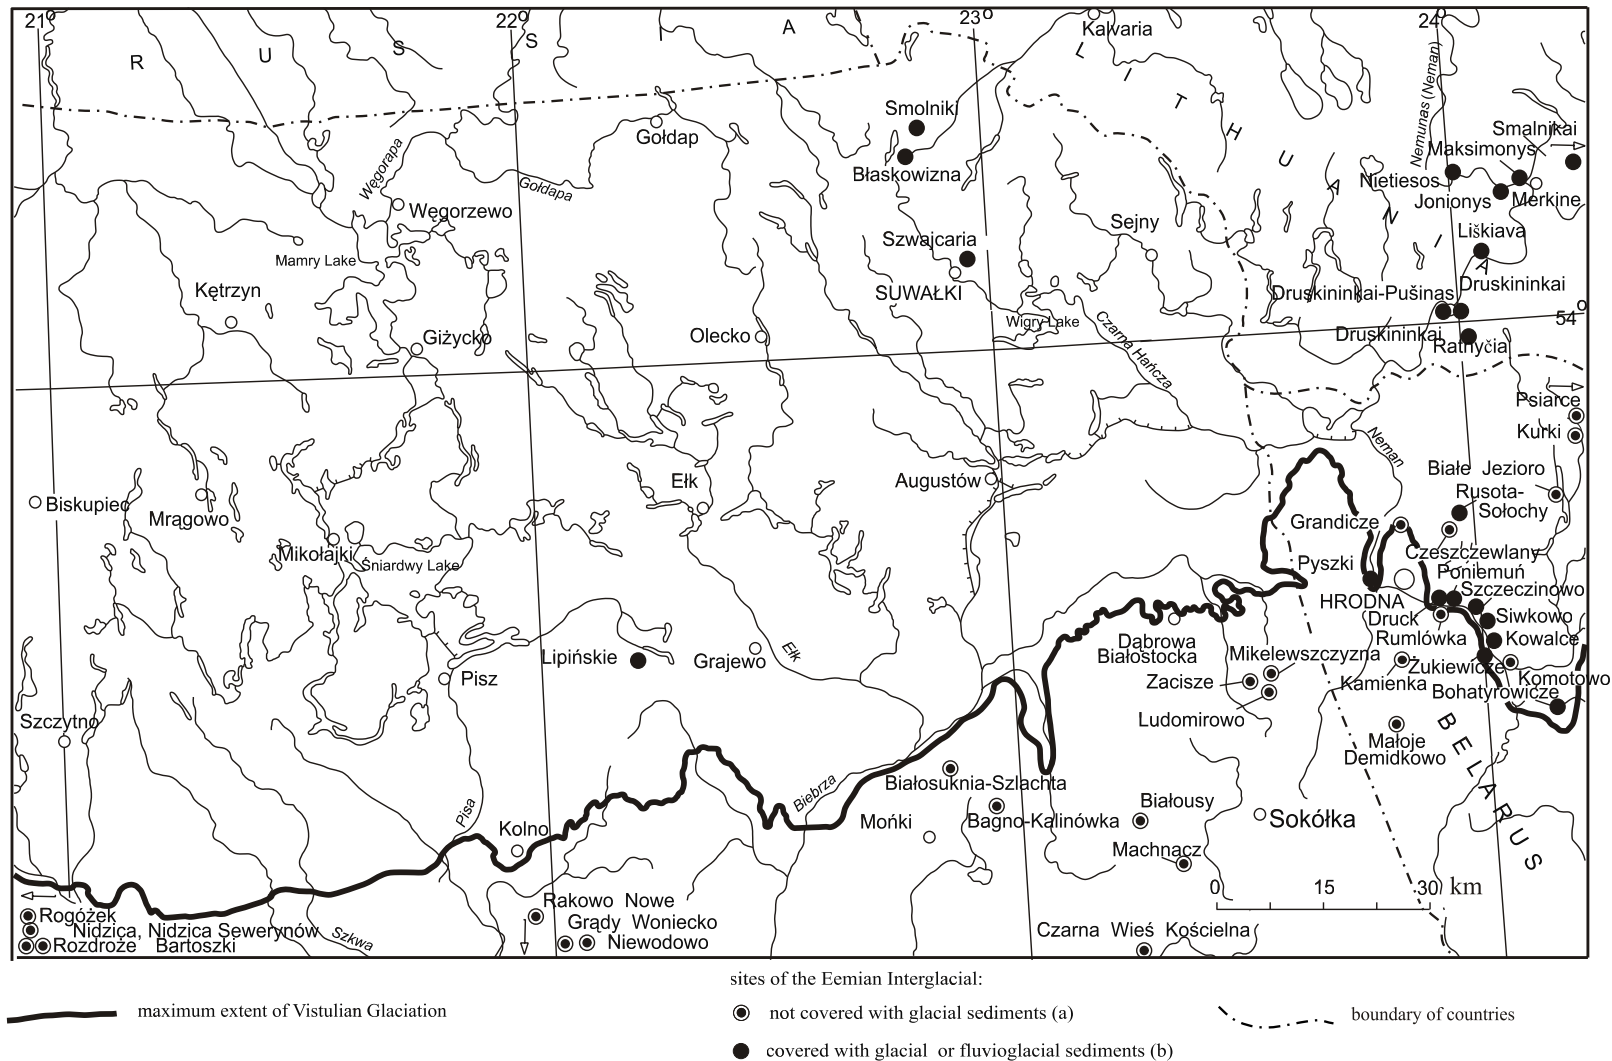 21° 22° 23° 24°
R U S S I A
L I T H U A N I A
Kalvaria
Nemunas (Neman)
Smolniki
Smalnikai
Gołdap
Maksimonys
Węgorapa
Błaskowizna
Nietiesos
Gołdapa
Jonionys
Merkine
Węgorzewo
Sejny
Liškiava
Szwajcaria
Mamry Lake
Kętrzyn
SUWAŁKI
Druskininkai-Pušinas
Druskininkai
54°
Wigry Lake
Czarna Hańcza
Giżycko
Olecko
Druskininkai
Ratnyčia
Psiarce
Kurki
Neman
Białe Jezioro
Ełk
Augustów
Rusota-
Sołochy
Biskupiec
Mrągowo
Grandicze
Mikołajki
Śniardwy Lake
Czeszczewlany
Pyszki
Poniemuń
Szczeczinowo
HRODNA
Druck
Siwkowo
Rumlówka
Kowalce
Dąbrowa
Białostocka
Mikelewszczyzna
Lipińskie
Grajewo
Ełk
Żukiewicze
Pisz
Zacisze
Kamienka
Komotowo
Bohatyrowicze
Szczytno
Ludomirowo
BELARUS
Małoje
Demidkowo
Białosuknia-Szlachta
Biebrza
Pisa
Białousy
Kolno
Mońki
Bagno-Kalinówka
Sokółka
Machnacz
0 15 30 km
Rakowo Nowe
Rogóżek
Grądy Woniecko
Nidzica, Nidzica Sewerynów
Czarna Wieś Kościelna
Rozdroże Bartoszki
Szkwa
Niewodowo
sites of the Eemian Interglacial:
maximum extent of Vistulian Glaciation
not covered with glacial sediments (a)
boundary of countries
covered with glacial or fluvioglacial sediments (b)